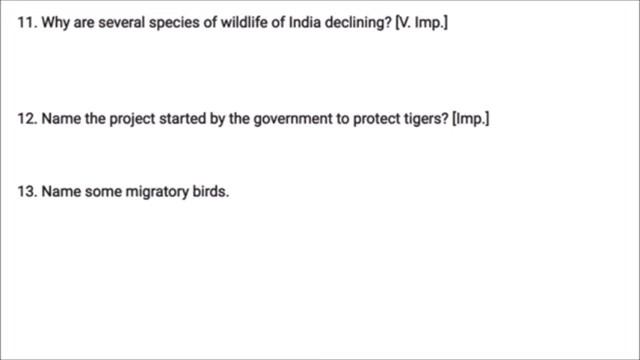 11. Why are several species of wildlife of India declining? [V. Imp.]
12. Name the project started by the government to protect tigers? [Imp.]
13. Name some migratory birds.